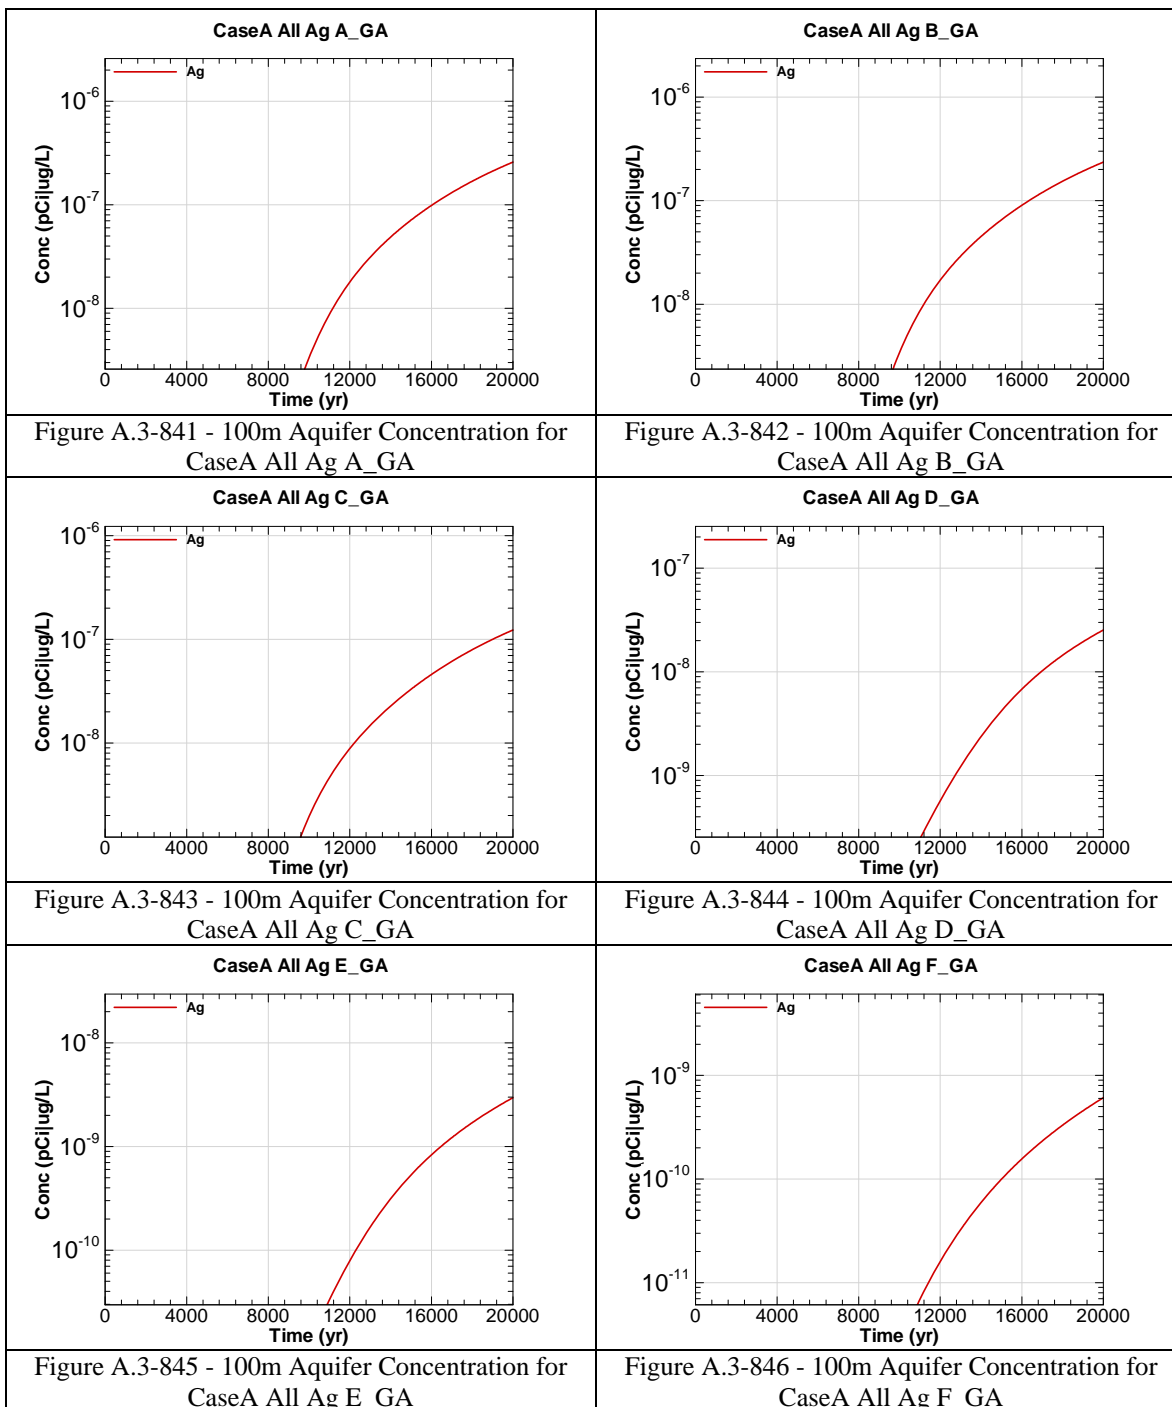 CaseA All Ag A_GA
Ag
Conc (pCi|ug/L)
10-6
10-7
10-8
0 4000 8000 12000 16000 20000
Time (yr)
Figure A.3-841 - 100m Aquifer Concentration for
CaseA All Ag A_GA
CaseA All Ag B_GA
Ag
Conc (pCi|ug/L)
10-6
10-7
10-8
0 4000 8000 12000 16000 20000
Time (yr)
Figure A.3-842 - 100m Aquifer Concentration for
CaseA All Ag B_GA
CaseA All Ag C_GA
Ag
Conc (pCi|ug/L)
10-6
10-7
10-8
0 4000 8000 12000 16000 20000
Time (yr)
Figure A.3-843 - 100m Aquifer Concentration for
CaseA All Ag C_GA
CaseA All Ag D_GA
Ag
Conc (pCi|ug/L)
10-7
10-8
10-9
0 4000 8000 12000 16000 20000
Time (yr)
Figure A.3-844 - 100m Aquifer Concentration for
CaseA All Ag D_GA
CaseA All Ag E_GA
Ag
Conc (pCi|ug/L)
10-8
10-9
10-10
0 4000 8000 12000 16000 20000
Time (yr)
Figure A.3-845 - 100m Aquifer Concentration for
CaseA All Ag E_GA
CaseA All Ag F_GA
Ag
Conc (pCi|ug/L)
10-9
10-10
10-11
0 4000 8000 12000 16000 20000
Time (yr)
Figure A.3-846 - 100m Aquifer Concentration for
CaseA All Ag F_GA